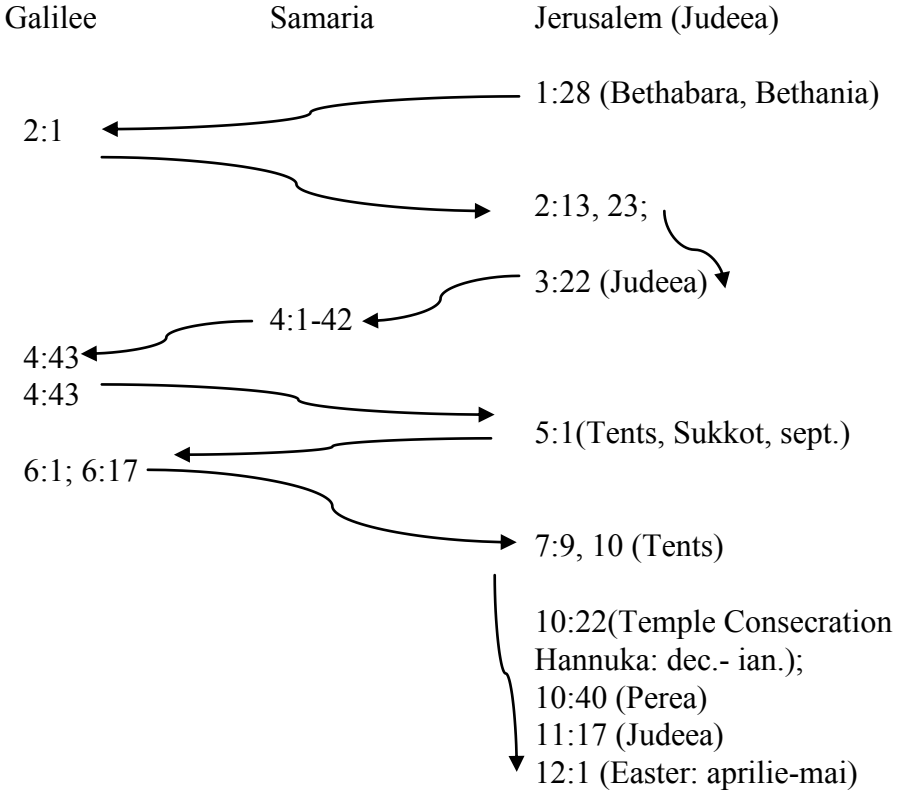 Galilee Samaria Jerusalem (Judeea)
1:28 (Bethabara, Bethania)
2:1
2:13, 23;
3:22 (Judeea)
4:1-42
4:43
4:43
5:1(Tents, Sukkot, sept.)
6:1; 6:17
7:9, 10 (Tents)
10:22(Temple Consecration
Hannuka: dec.- ian.);
10:40 (Perea)
11:17 (Judeea)
12:1 (Easter: aprilie-mai)